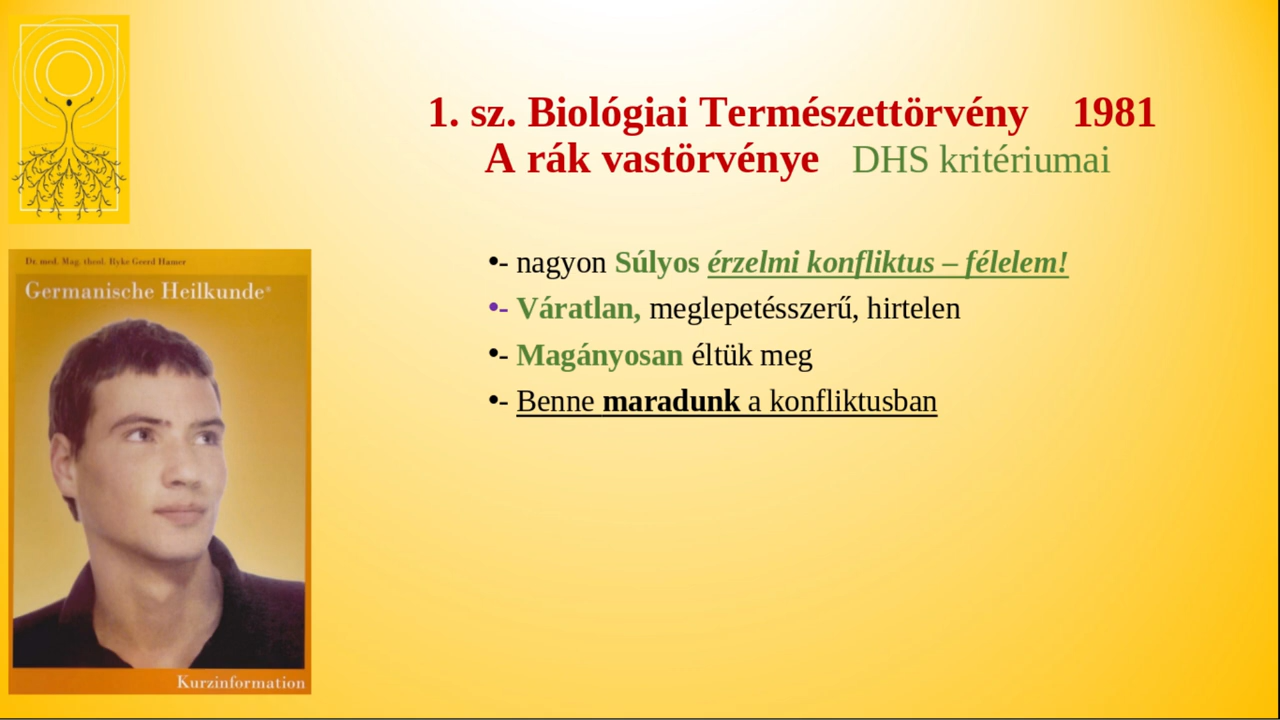 1. sz. Biológiai Természettörvény 1981
A rák vastörvénye DHS kritériumai
•- nagyon Súlyos érzelmi konfliktus – félelem!
•- Váratlan, meglepetésszerű, hirtelen
•- Magányosan éltük meg
•- Benne maradunk a konfliktusban
Dr. med. Mag. theol. Ryke Geerd Hamer
Germanische Heilkunde®
Kurzinformation